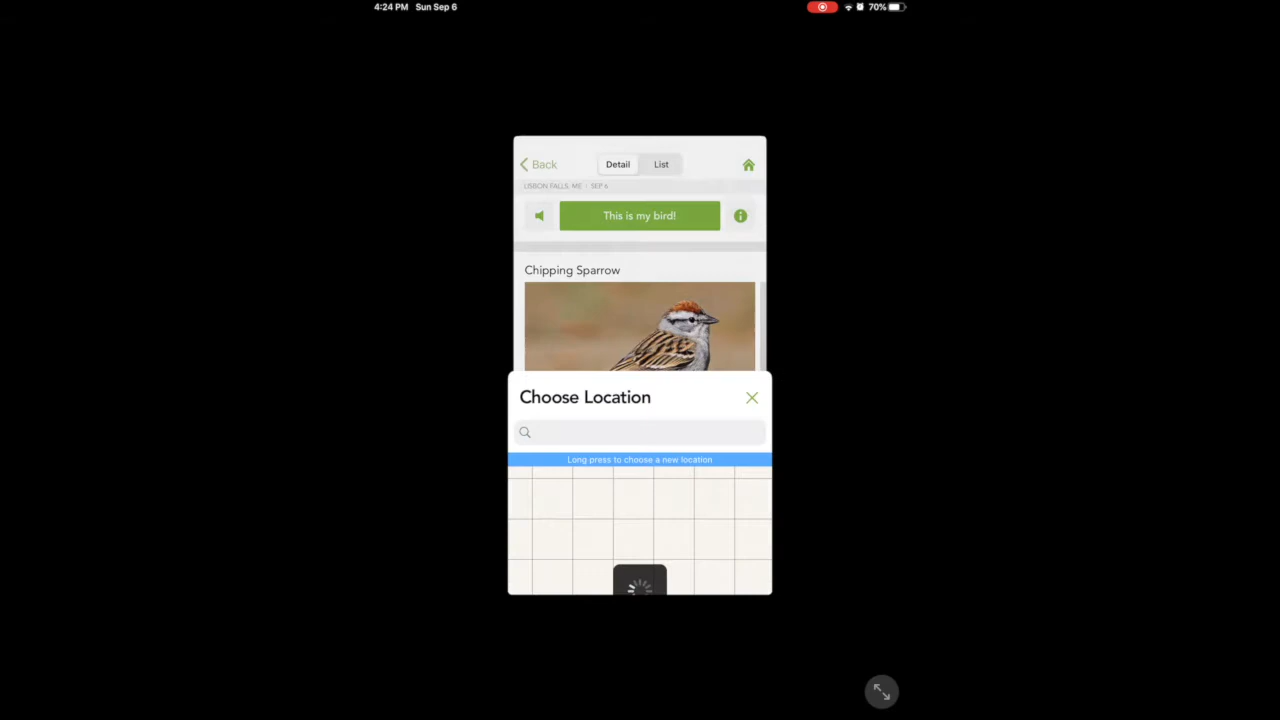 4:24 PM Sun Sep 6
70%
Back
Detail
List
LISBON FALLS, ME • SEP 6
This is my bird!
Chipping Sparrow
Choose Location
Long press to choose a new location